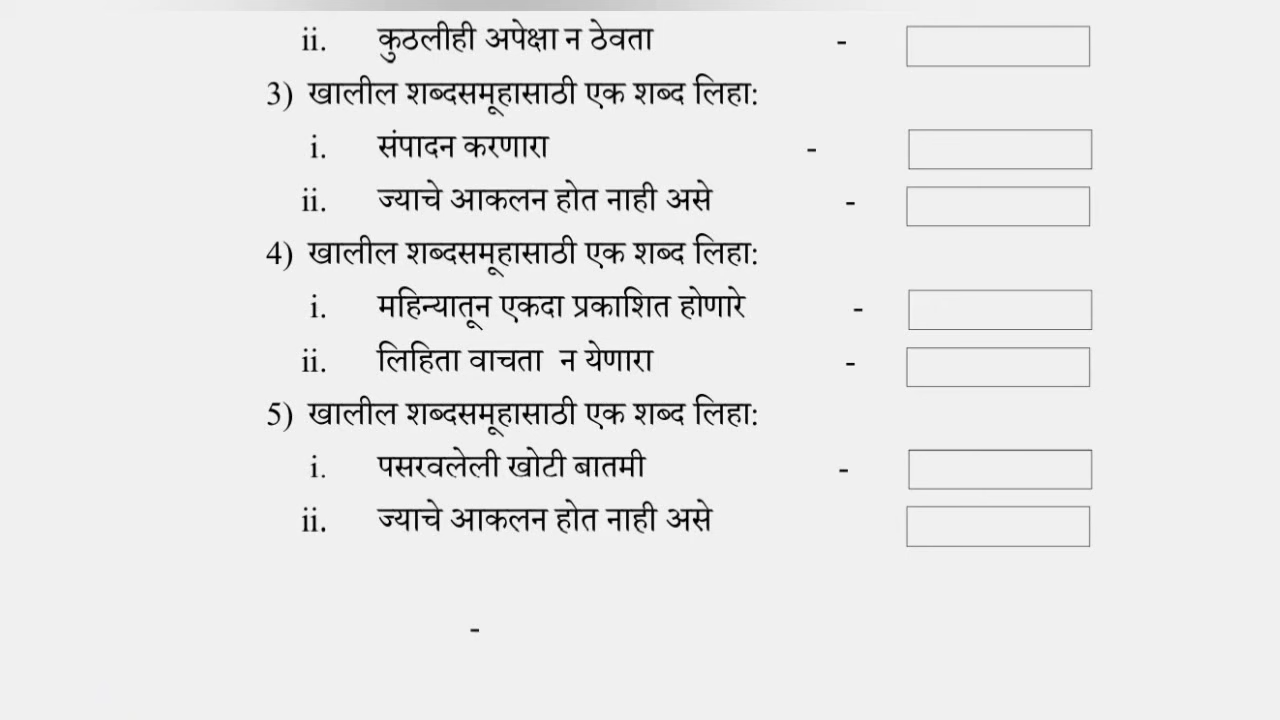 ii. कुठलीही अपेक्षा न ठेवता -
3) खालील शब्दसमूहासाठी एक शब्द लिहा:
i. संपादन करणारा -
ii. ज्याचे आकलन होत नाही असे -
4) खालील शब्दसमूहासाठी एक शब्द लिहा:
i. महिन्यातून एकदा प्रकाशित होणारे -
ii. लिहिता वाचता न येणारा -
5) खालील शब्दसमूहासाठी एक शब्द लिहा:
i. पसरवलेली खोटी बातमी -
ii. ज्याचे आकलन होत नाही असे
-